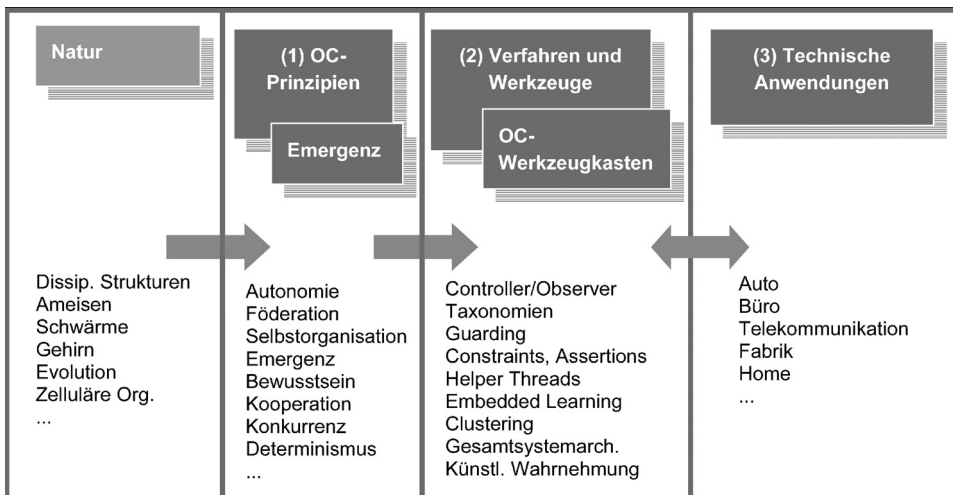 Natur
(1) OC-
Prinzipien
Emergenz
(2) Verfahren und
Werkzeuge
OC-
Werkzeugkasten
(3) Technische
Anwendungen
Dissip. Strukturen
Ameisen
Schwärme
Gehirn
Evolution
Zelluläre Org.
...
Autonomie
Föderation
Selbstorganisation
Emergenz
Bewusstsein
Kooperation
Konkurrenz
Determinismus
...
Controller/Observer
Taxonomien
Guarding
Constraints, Assertions
Helper Threads
Embedded Learning
Clustering
Gesamtsystemarch.
Künstl. Wahrnehmung
Auto
Büro
Telekommunikation
Fabrik
Home
...